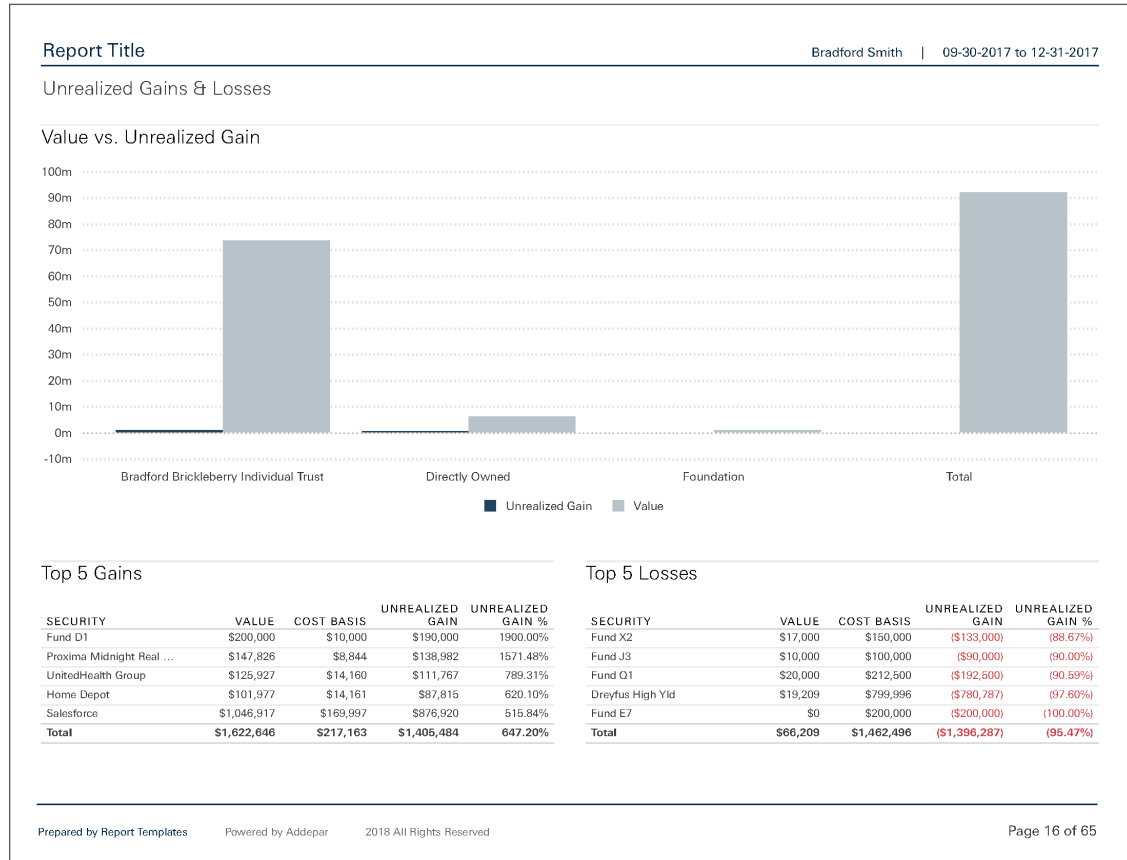 Report Title
Bradford Smith | 09-30-2017 to 12-31-2017
Unrealized Gains & Losses
Value vs. Unrealized Gain
100m
90m
80m
70m
60m
50m
40m
30m
20m
10m
0m
-10m
Bradford Brickleberry Individual Trust Directly Owned Foundation Total
Unrealized Gain Value
Top 5 Gains
SECURITY VALUE COST BASIS UNREALIZED GAIN UNREALIZED GAIN %
Fund D1 $200,000 $10,000 $190,000 1900.00%
Proxima Midnight Real ... $147,826 $8,844 $138,982 1571.48%
UnitedHealth Group $125,927 $14,160 $111,767 789.31%
Home Depot $101,977 $14,161 $87,815 620.10%
Salesforce $1,046,917 $169,997 $876,920 515.84%
Total $1,622,646 $217,163 $1,405,484 647.20%
Top 5 Losses
SECURITY VALUE COST BASIS UNREALIZED GAIN UNREALIZED GAIN %
Fund X2 $17,000 $150,000 ($133,000) (88.67%)
Fund J3 $10,000 $100,000 ($90,000) (90.00%)
Fund Q1 $20,000 $212,500 ($192,500) (90.59%)
Dreyfus High Yld $19,209 $799,996 ($780,787) (97.60%)
Fund E7 $0 $200,000 ($200,000) (100.00%)
Total $66,209 $1,462,496 ($1,396,287) (95.47%)
Prepared by Report Templates Powered by Addepar 2018 All Rights Reserved Page 16 of 65